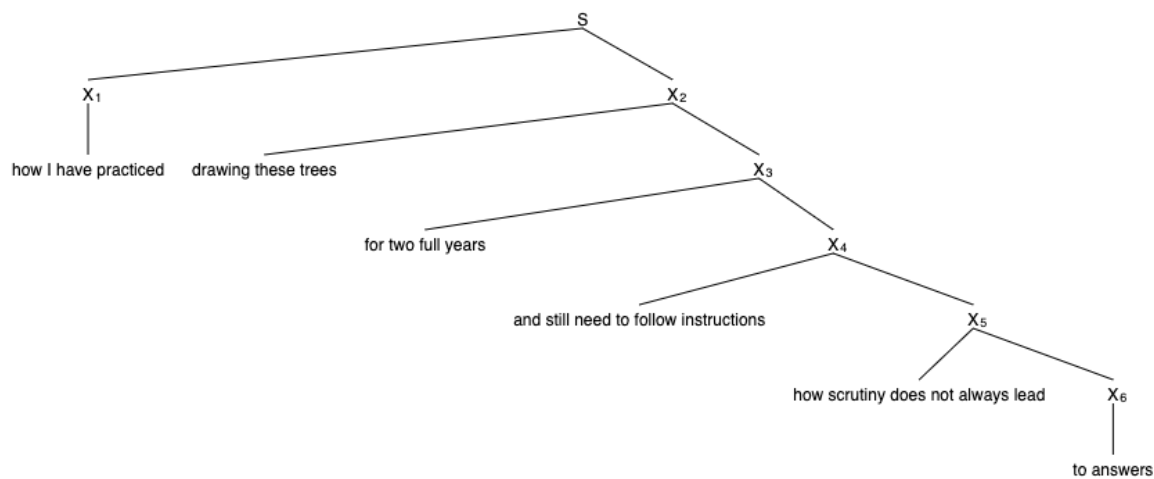 S
X₁ X₂
how I have practiced drawing these trees X₃
for two full years X₄
and still need to follow instructions X₅
how scrutiny does not always lead X₆
to answers